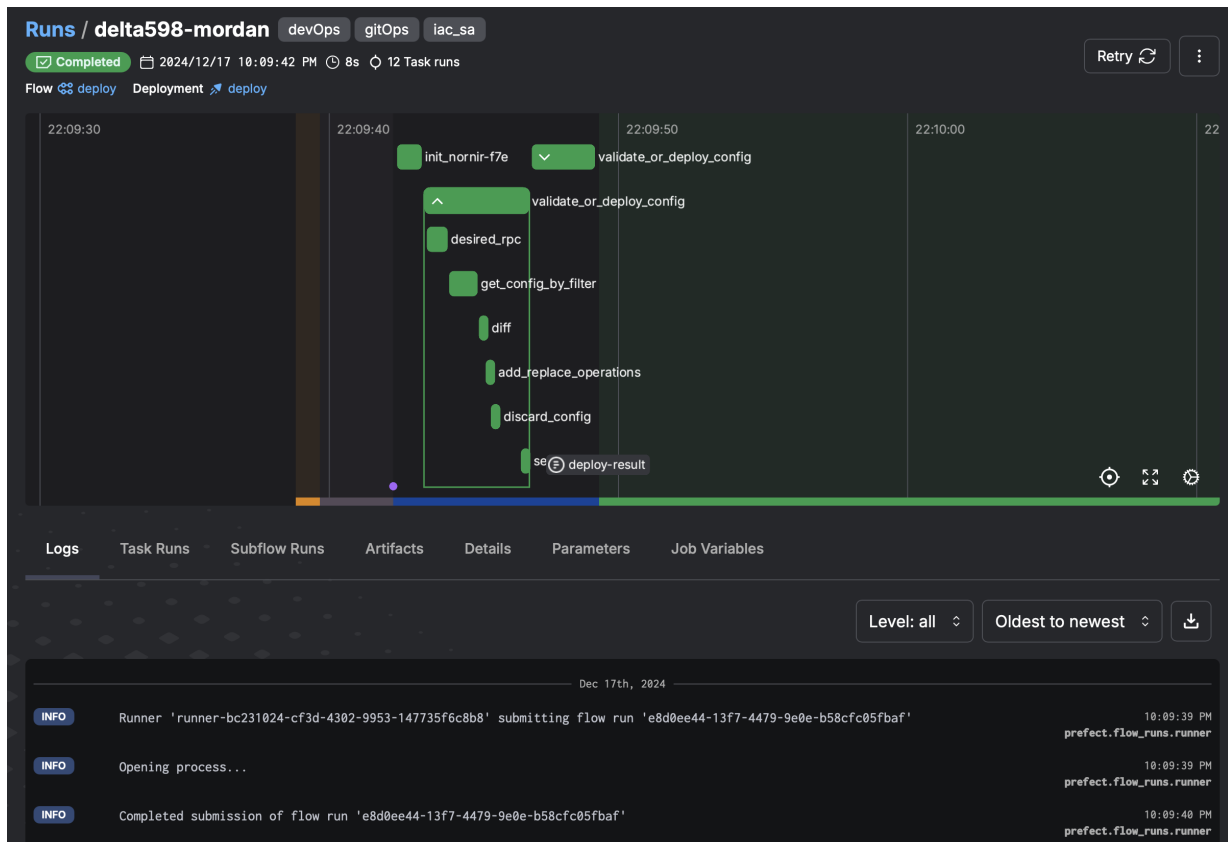 Runs / delta598-mordan devOps gitOps iac_sa
Completed 2024/12/17 10:09:42 PM 8s 12 Task runs
Retry
Flow deploy Deployment deploy
22:09:30 22:09:40 22:09:50 22:10:00 22
init_nornir-f7e validate_or_deploy_config
validate_or_deploy_config
desired_rpc
get_config_by_filter
diff
add_replace_operations
discard_config
se deploy-result
Logs Task Runs Subflow Runs Artifacts Details Parameters Job Variables
Level: all Oldest to newest
Dec 17th, 2024
INFO Runner 'runner-bc231024-cf3d-4302-9953-147735f6c8b8' submitting flow run 'e8d0ee44-13f7-4479-9e0e-b58cfc05fbaf' 10:09:39 PM
prefect.flow_runs.runner
INFO Opening process... 10:09:39 PM
prefect.flow_runs.runner
INFO Completed submission of flow run 'e8d0ee44-13f7-4479-9e0e-b58cfc05fbaf' 10:09:40 PM
prefect.flow_runs.runner